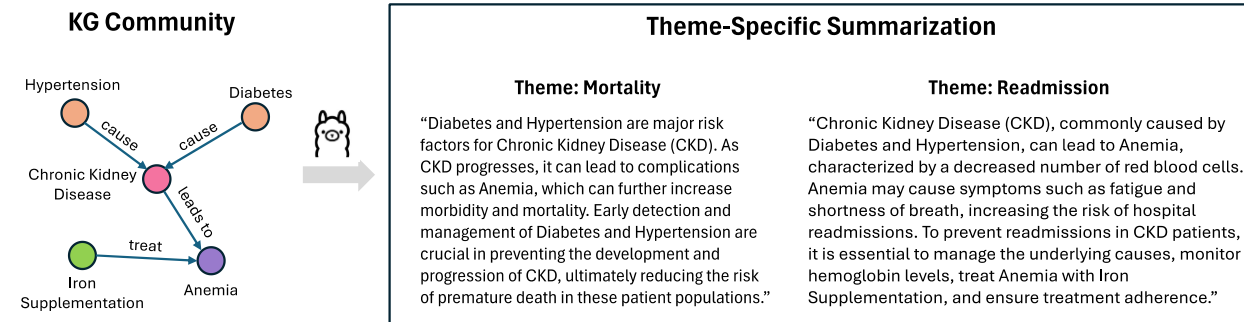 KG Community
Hypertension
Diabetes
cause
cause
Chronic Kidney
Disease
leads to
treat
Iron
Supplementation
Anemia
Theme-Specific Summarization
Theme: Mortality
“Diabetes and Hypertension are major risk
factors for Chronic Kidney Disease (CKD). As
CKD progresses, it can lead to complications
such as Anemia, which can further increase
morbidity and mortality. Early detection and
management of Diabetes and Hypertension are
crucial in preventing the development and
progression of CKD, ultimately reducing the risk
of premature death in these patient populations.”
Theme: Readmission
“Chronic Kidney Disease (CKD), commonly caused by
Diabetes and Hypertension, can lead to Anemia,
characterized by a decreased number of red blood cells.
Anemia may cause symptoms such as fatigue and
shortness of breath, increasing the risk of hospital
readmissions. To prevent readmissions in CKD patients,
it is essential to manage the underlying causes, monitor
hemoglobin levels, treat Anemia with Iron
Supplementation, and ensure treatment adherence.”